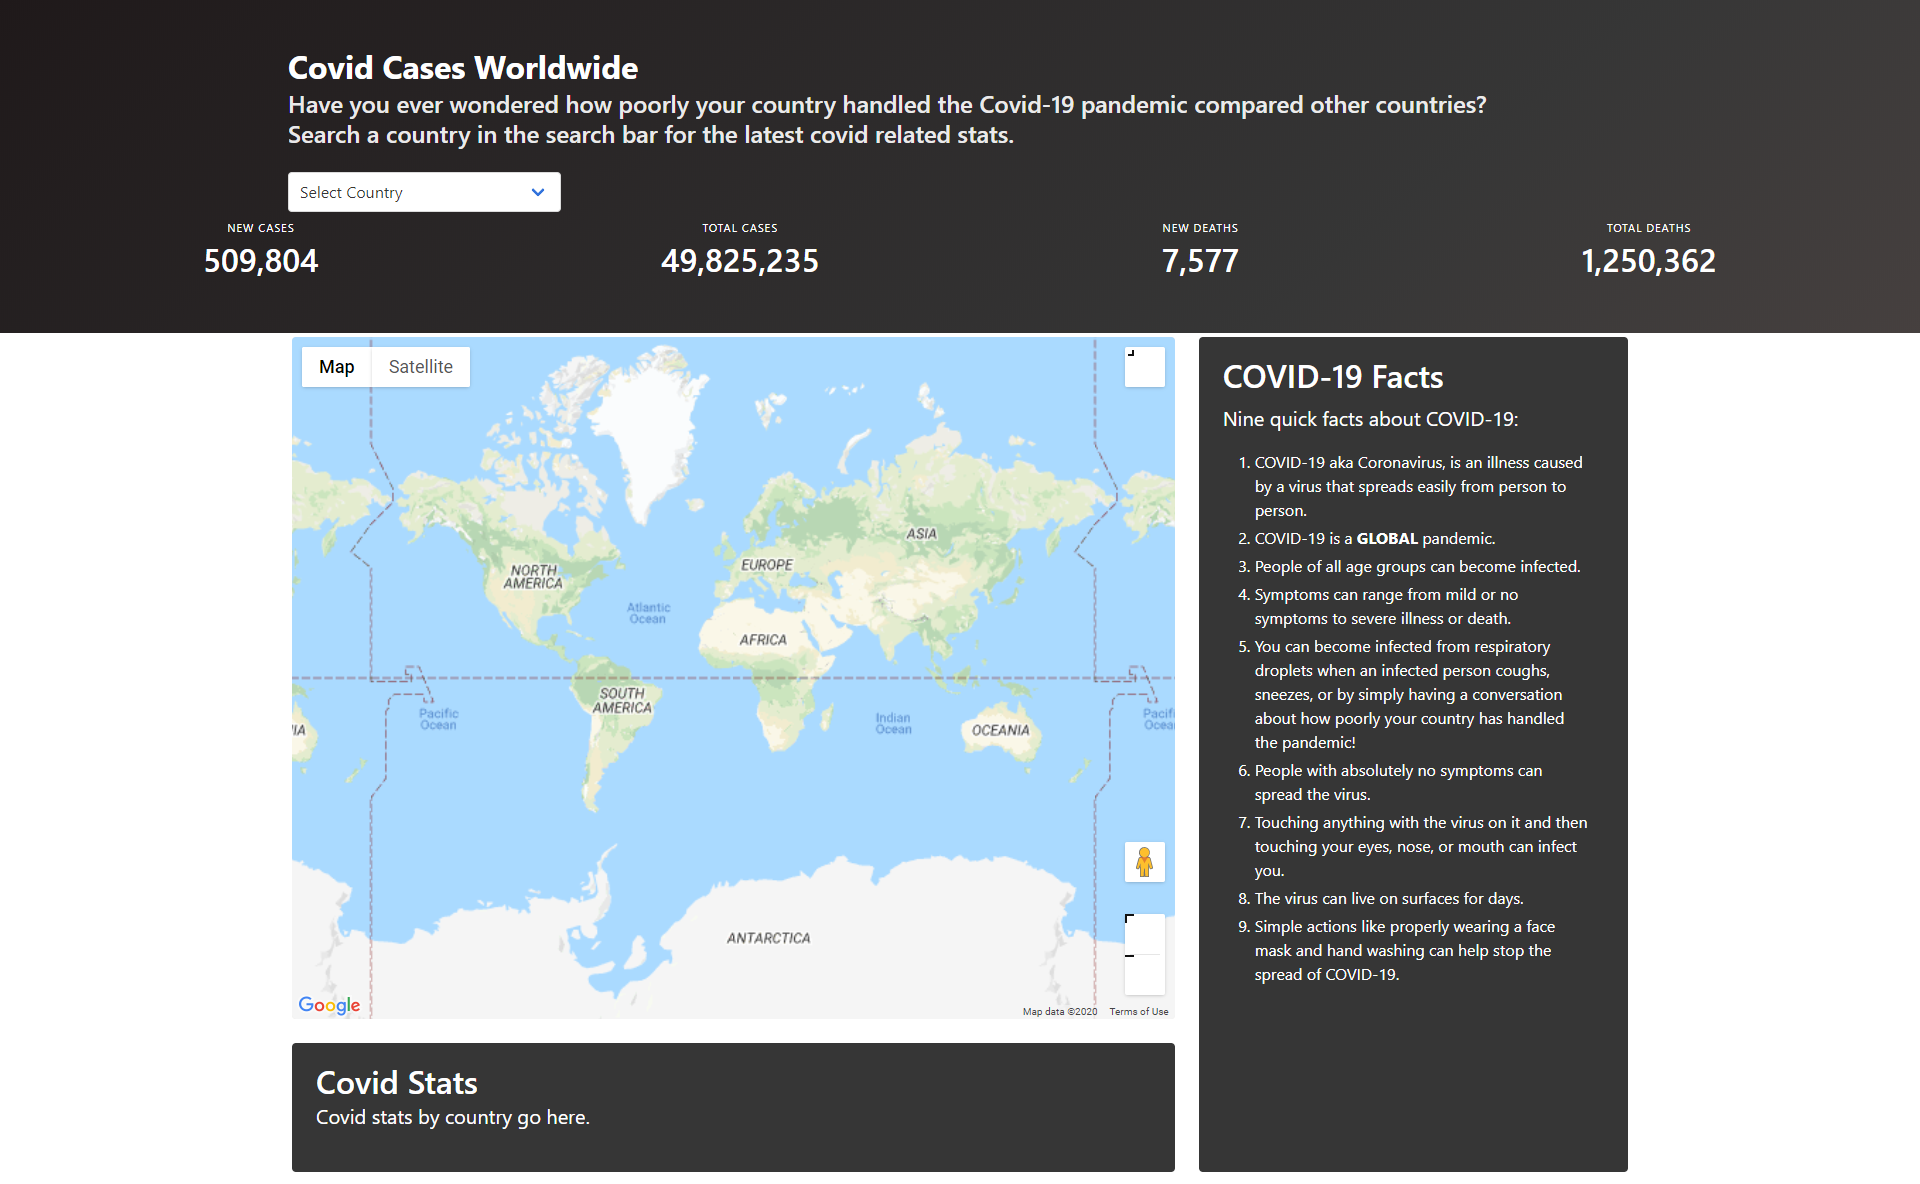 Covid Cases Worldwide
Have you ever wondered how poorly your country handled the Covid-19 pandemic compared other countries?
Search a country in the search bar for the latest covid related stats.
Select Country
NEW CASES
509,804
TOTAL CASES
49,825,235
NEW DEATHS
7,577
TOTAL DEATHS
1,250,362
Map
Satellite
ASIA
EUROPE
NORTH
AMERICA
Atlantic
Ocean
AFRICA
SOUTH
AMERICA
Pacific
Ocean
Indian
Ocean
Pacif
Ocea
IA
OCEANIA
ANTARCTICA
Google
Map data ©2020
Terms of Use
Covid Stats
Covid stats by country go here.
COVID-19 Facts
Nine quick facts about COVID-19:
1. COVID-19 aka Coronavirus, is an illness caused
by a virus that spreads easily from person to
person.
2. COVID-19 is a GLOBAL pandemic.
3. People of all age groups can become infected.
4. Symptoms can range from mild or no
symptoms to severe illness or death.
5. You can become infected from respiratory
droplets when an infected person coughs,
sneezes, or by simply having a conversation
about how poorly your country has handled
the pandemic!
6. People with absolutely no symptoms can
spread the virus.
7. Touching anything with the virus on it and then
touching your eyes, nose, or mouth can infect
you.
8. The virus can live on surfaces for days.
9. Simple actions like properly wearing a face
mask and hand washing can help stop the
spread of COVID-19.